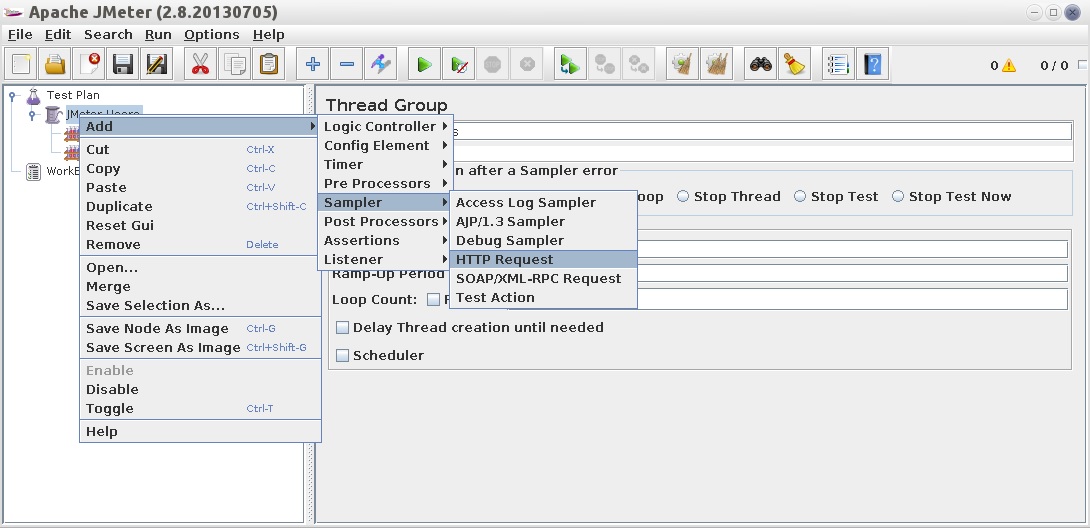 Apache JMeter (2.8.20130705)
File Edit Search Run Options Help
0 0 / 0
Test Plan
JMeter Users
Thread Group
s
n after a Sampler error
oop Stop Thread Stop Test Stop Test Now
Ramp-Up Period
Loop Count:
Delay Thread creation until needed
Scheduler
Add
Cut Ctrl-X
Copy Ctrl-C
Paste Ctrl-V
Duplicate Ctrl+Shift-C
Reset Gui
Remove Delete
Open...
Merge
Save Selection As...
Save Node As Image Ctrl-G
Save Screen As Image Ctrl+Shift-G
Enable
Disable
Toggle Ctrl-T
Help
Logic Controller
Config Element
Timer
Pre Processors
Sampler
Post Processors
Assertions
Listener
Access Log Sampler
AJP/1.3 Sampler
Debug Sampler
HTTP Request
SOAP/XML-RPC Request
Test Action